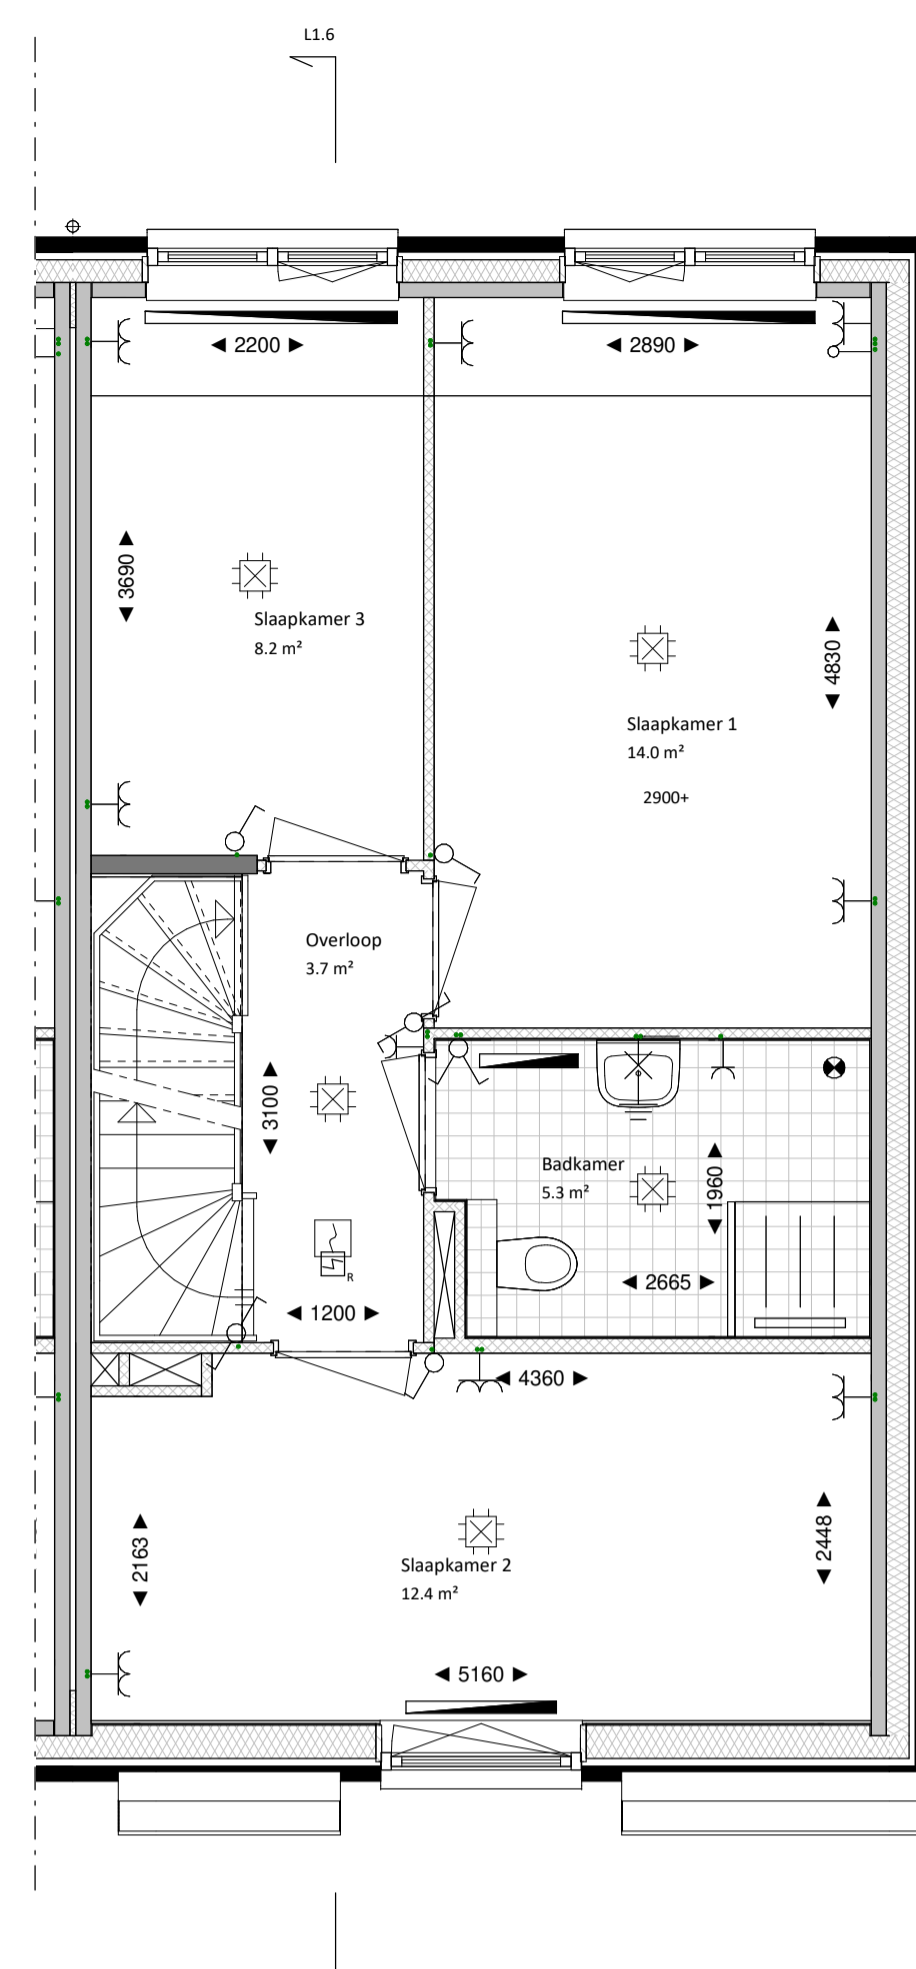 L1.6
2200
2890
3690
Slaapkamer 3
8.2 m²
4830
Slaapkamer 1
14.0 m²
2900+
Overloop
3.7 m²
3100
Badkamer
5.3 m²
1960
2665
R
1200
4360
2163
2448
Slaapkamer 2
12.4 m²
5160